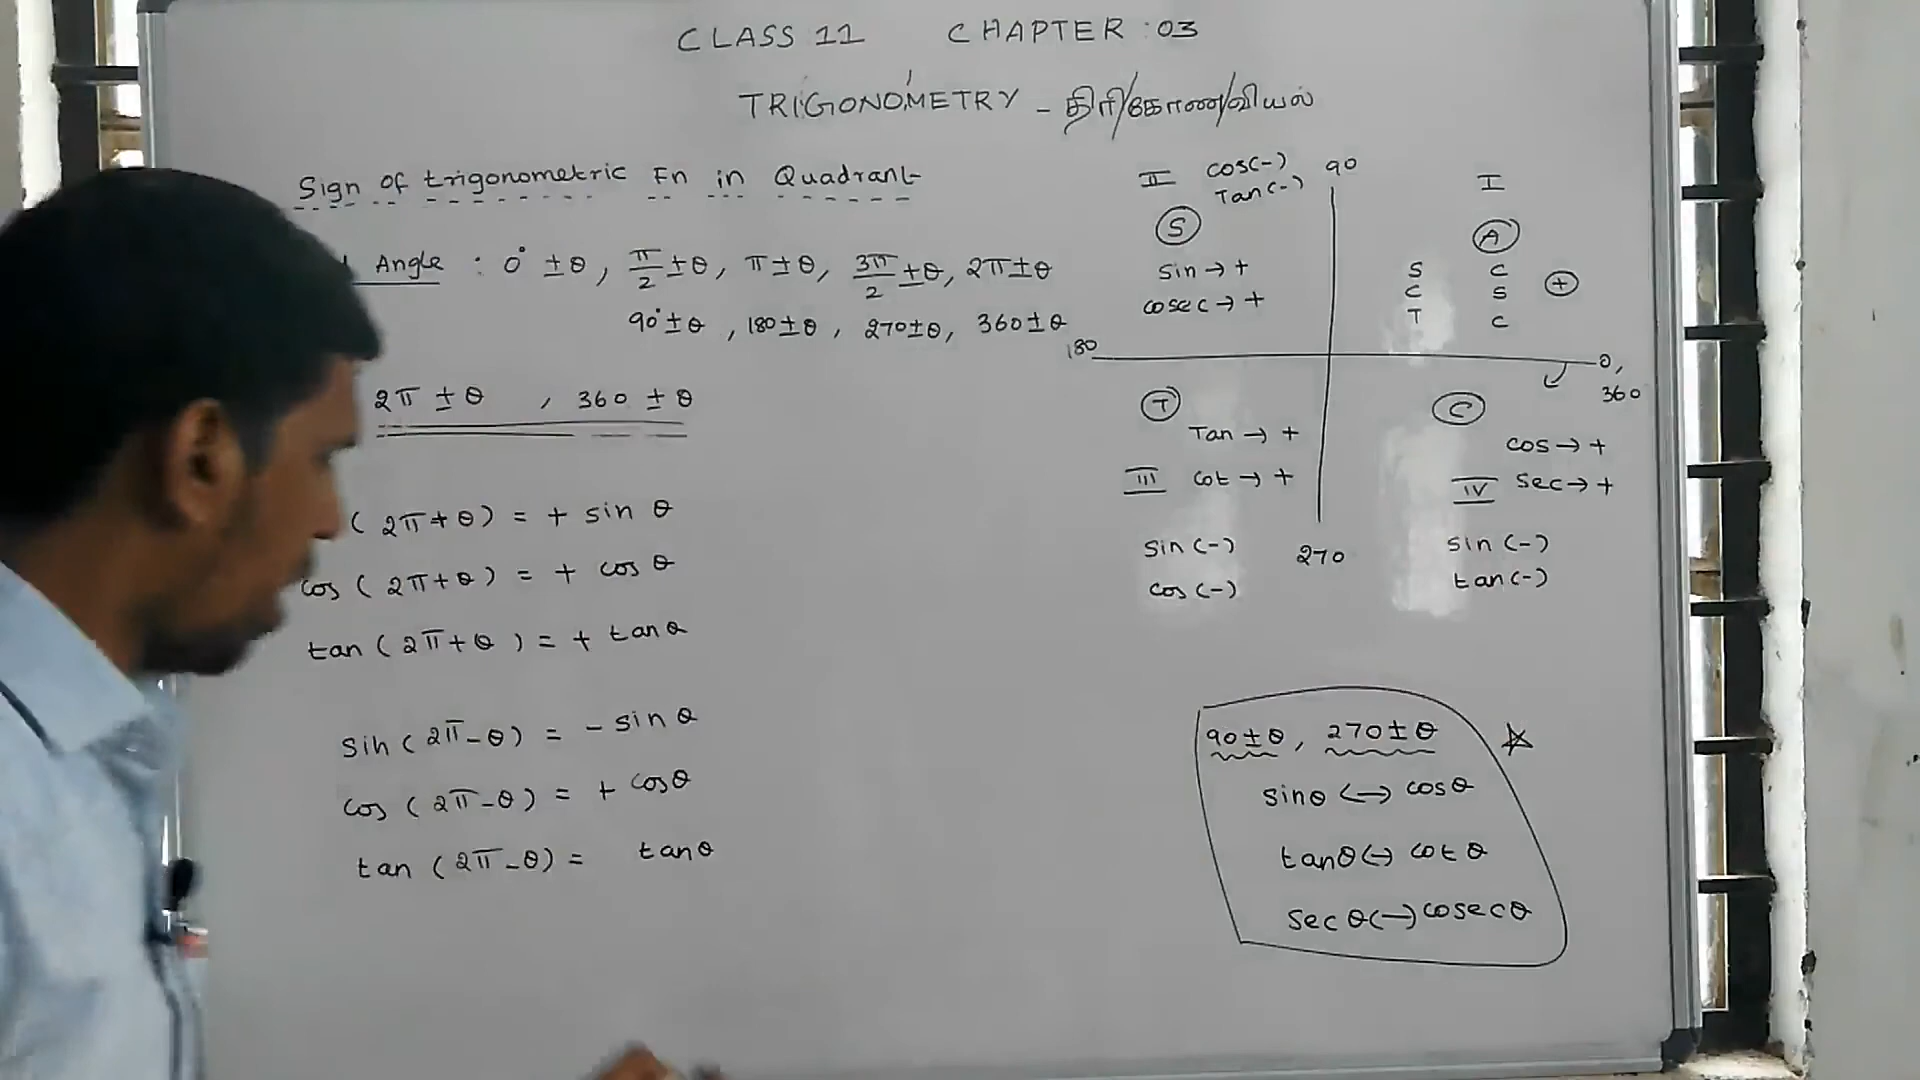 CLASS 11 CHAPTER : 03
TRIGONOMETRY - திரி/கோண/வியல்
Sign of trigonometric Fn in Quadrant
Angle : 0° ± θ, π/2 ± θ, π ± θ, 3π/2 ± θ, 2π ± θ
90° ± θ, 180 ± θ, 270 ± θ, 360 ± θ
2π ± θ , 360 ± θ
( 2π + θ ) = + sin θ
cos ( 2π + θ ) = + cos θ
tan ( 2π + θ ) = + tan θ
sin ( 2π - θ ) = - sin θ
cos ( 2π - θ ) = + cos θ
tan ( 2π - θ ) = tan θ
II cos(-) 90
Tan (-)
S
sin → +
cosec → +
180
I
A
S C +
C S
T C
0,
360
T
Tan → +
III cot → +
sin (-)
cos (-)
270
C
cos → +
IV sec → +
sin (-)
tan (-)
90 ± θ, 270 ± θ ☆
sin θ ↔ cos θ
tan θ ↔ cot θ
sec θ ↔ cosec θ